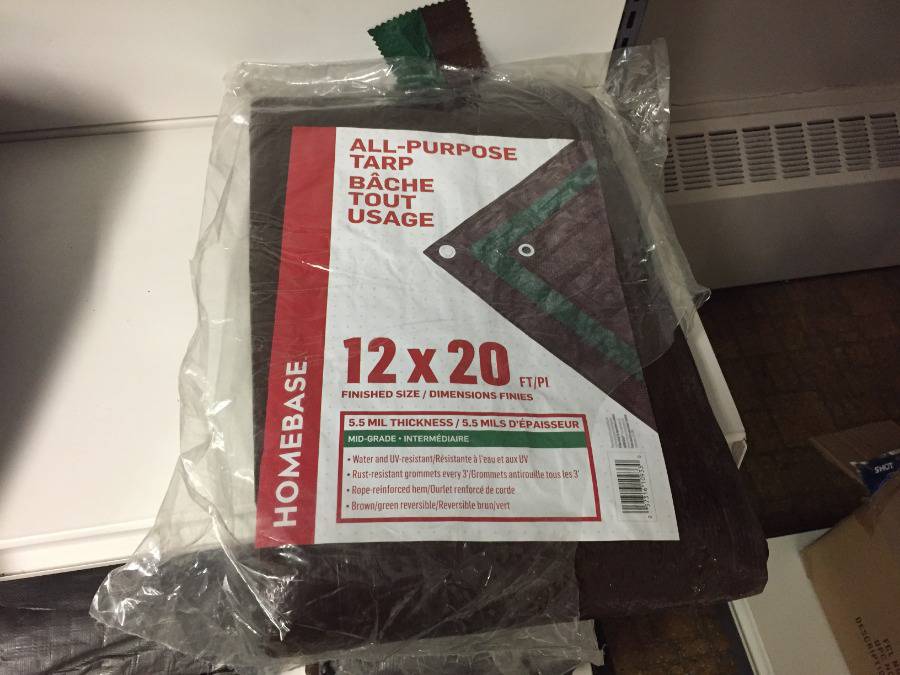 ALL-PURPOSE
TARP
BÂCHE
TOUT
USAGE
HOMEBASE
12 x 20 FT/PI
FINISHED SIZE / DIMENSIONS FINIES
5.5 MIL THICKNESS / 5.5 MILS D'ÉPAISSEUR
MID-GRADE • INTERMÉDIAIRE
• Water and UV-resistant/Résistante à l'eau et aux UV
• Rust-resistant grommets every 3'/Grommets antirouille tous les 3'
• Rope-reinforced hem/Ourlet renforcé de corde
• Brown/green reversible/Reversible brun/vert
SHOT
DESCRIPTI